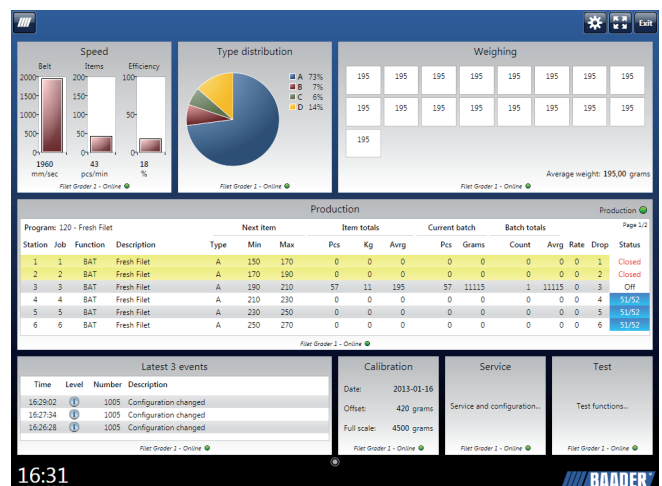 Exit
Speed
Belt Items Efficiency
2000 200 100
1500 150
1000 100 50
500 50
0 0 0
1960 43 18
mm/sec pcs/min %
Filet Grader 1 - Online
Type distribution
A 73%
B 7%
C 6%
D 14%
Filet Grader 1 - Online
Weighing
195 195 195 195 195 195 195 195
195 195 195 195 195 195 195 195
195
Average weight: 195,00 grams
Filet Grader 1 - Online
Production
Production
Program: 120 - Fresh Filet Next item Item totals Current batch Batch totals Page 1/2
Station Job Function Description Type Min Max Pcs Kg Avrg Pcs Grams Count Avrg Rate Drop Status
1 1 BAT Fresh Filet A 150 170 0 0 0 0 0 0 0 0 1 Closed
2 2 BAT Fresh Filet A 170 190 0 0 0 0 0 0 0 0 2 Closed
3 3 BAT Fresh Filet A 190 210 57 11 195 57 11115 1 11115 0 3 Off
4 4 BAT Fresh Filet A 210 230 0 0 0 0 0 0 0 0 4 51/52
5 5 BAT Fresh Filet A 230 250 0 0 0 0 0 0 0 0 5 51/52
6 6 BAT Fresh Filet A 250 270 0 0 0 0 0 0 0 0 6 51/52
Filet Grader 1 - Online
Latest 3 events
Time Level Number Description
16:29:02 1005 Configuration changed
16:27:34 1005 Configuration changed
16:26:28 1005 Configuration changed
Filet Grader 1 - Online
Calibration
Date: 2013-01-16
Offset: 420 grams
Full scale: 4500 grams
Filet Grader 1 - Online
Service
Service and configuration...
Filet Grader 1 - Online
Test
Test functions...
Filet Grader 1 - Online
16:31
BAADER